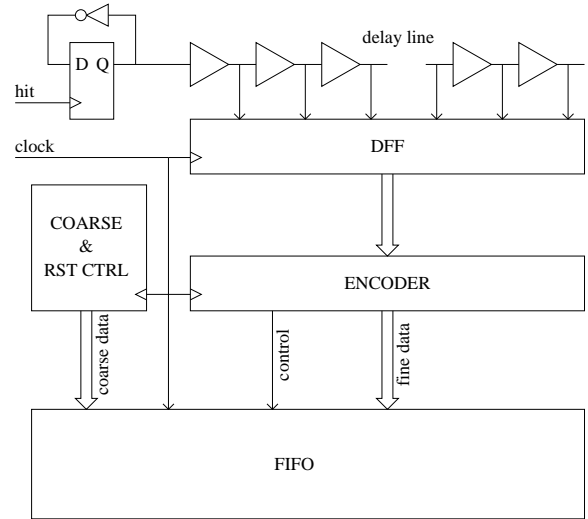 delay line
D Q
hit
clock
DFF
COARSE
&
RST CTRL
ENCODER
coarse data
control
fine data
FIFO